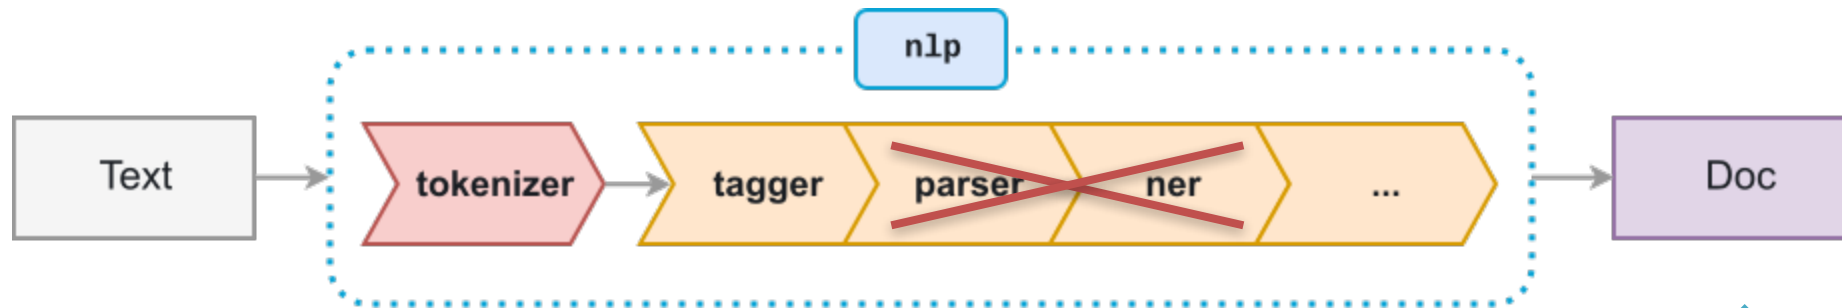 nlp
Text
tokenizer
tagger
parser
ner
...
Doc